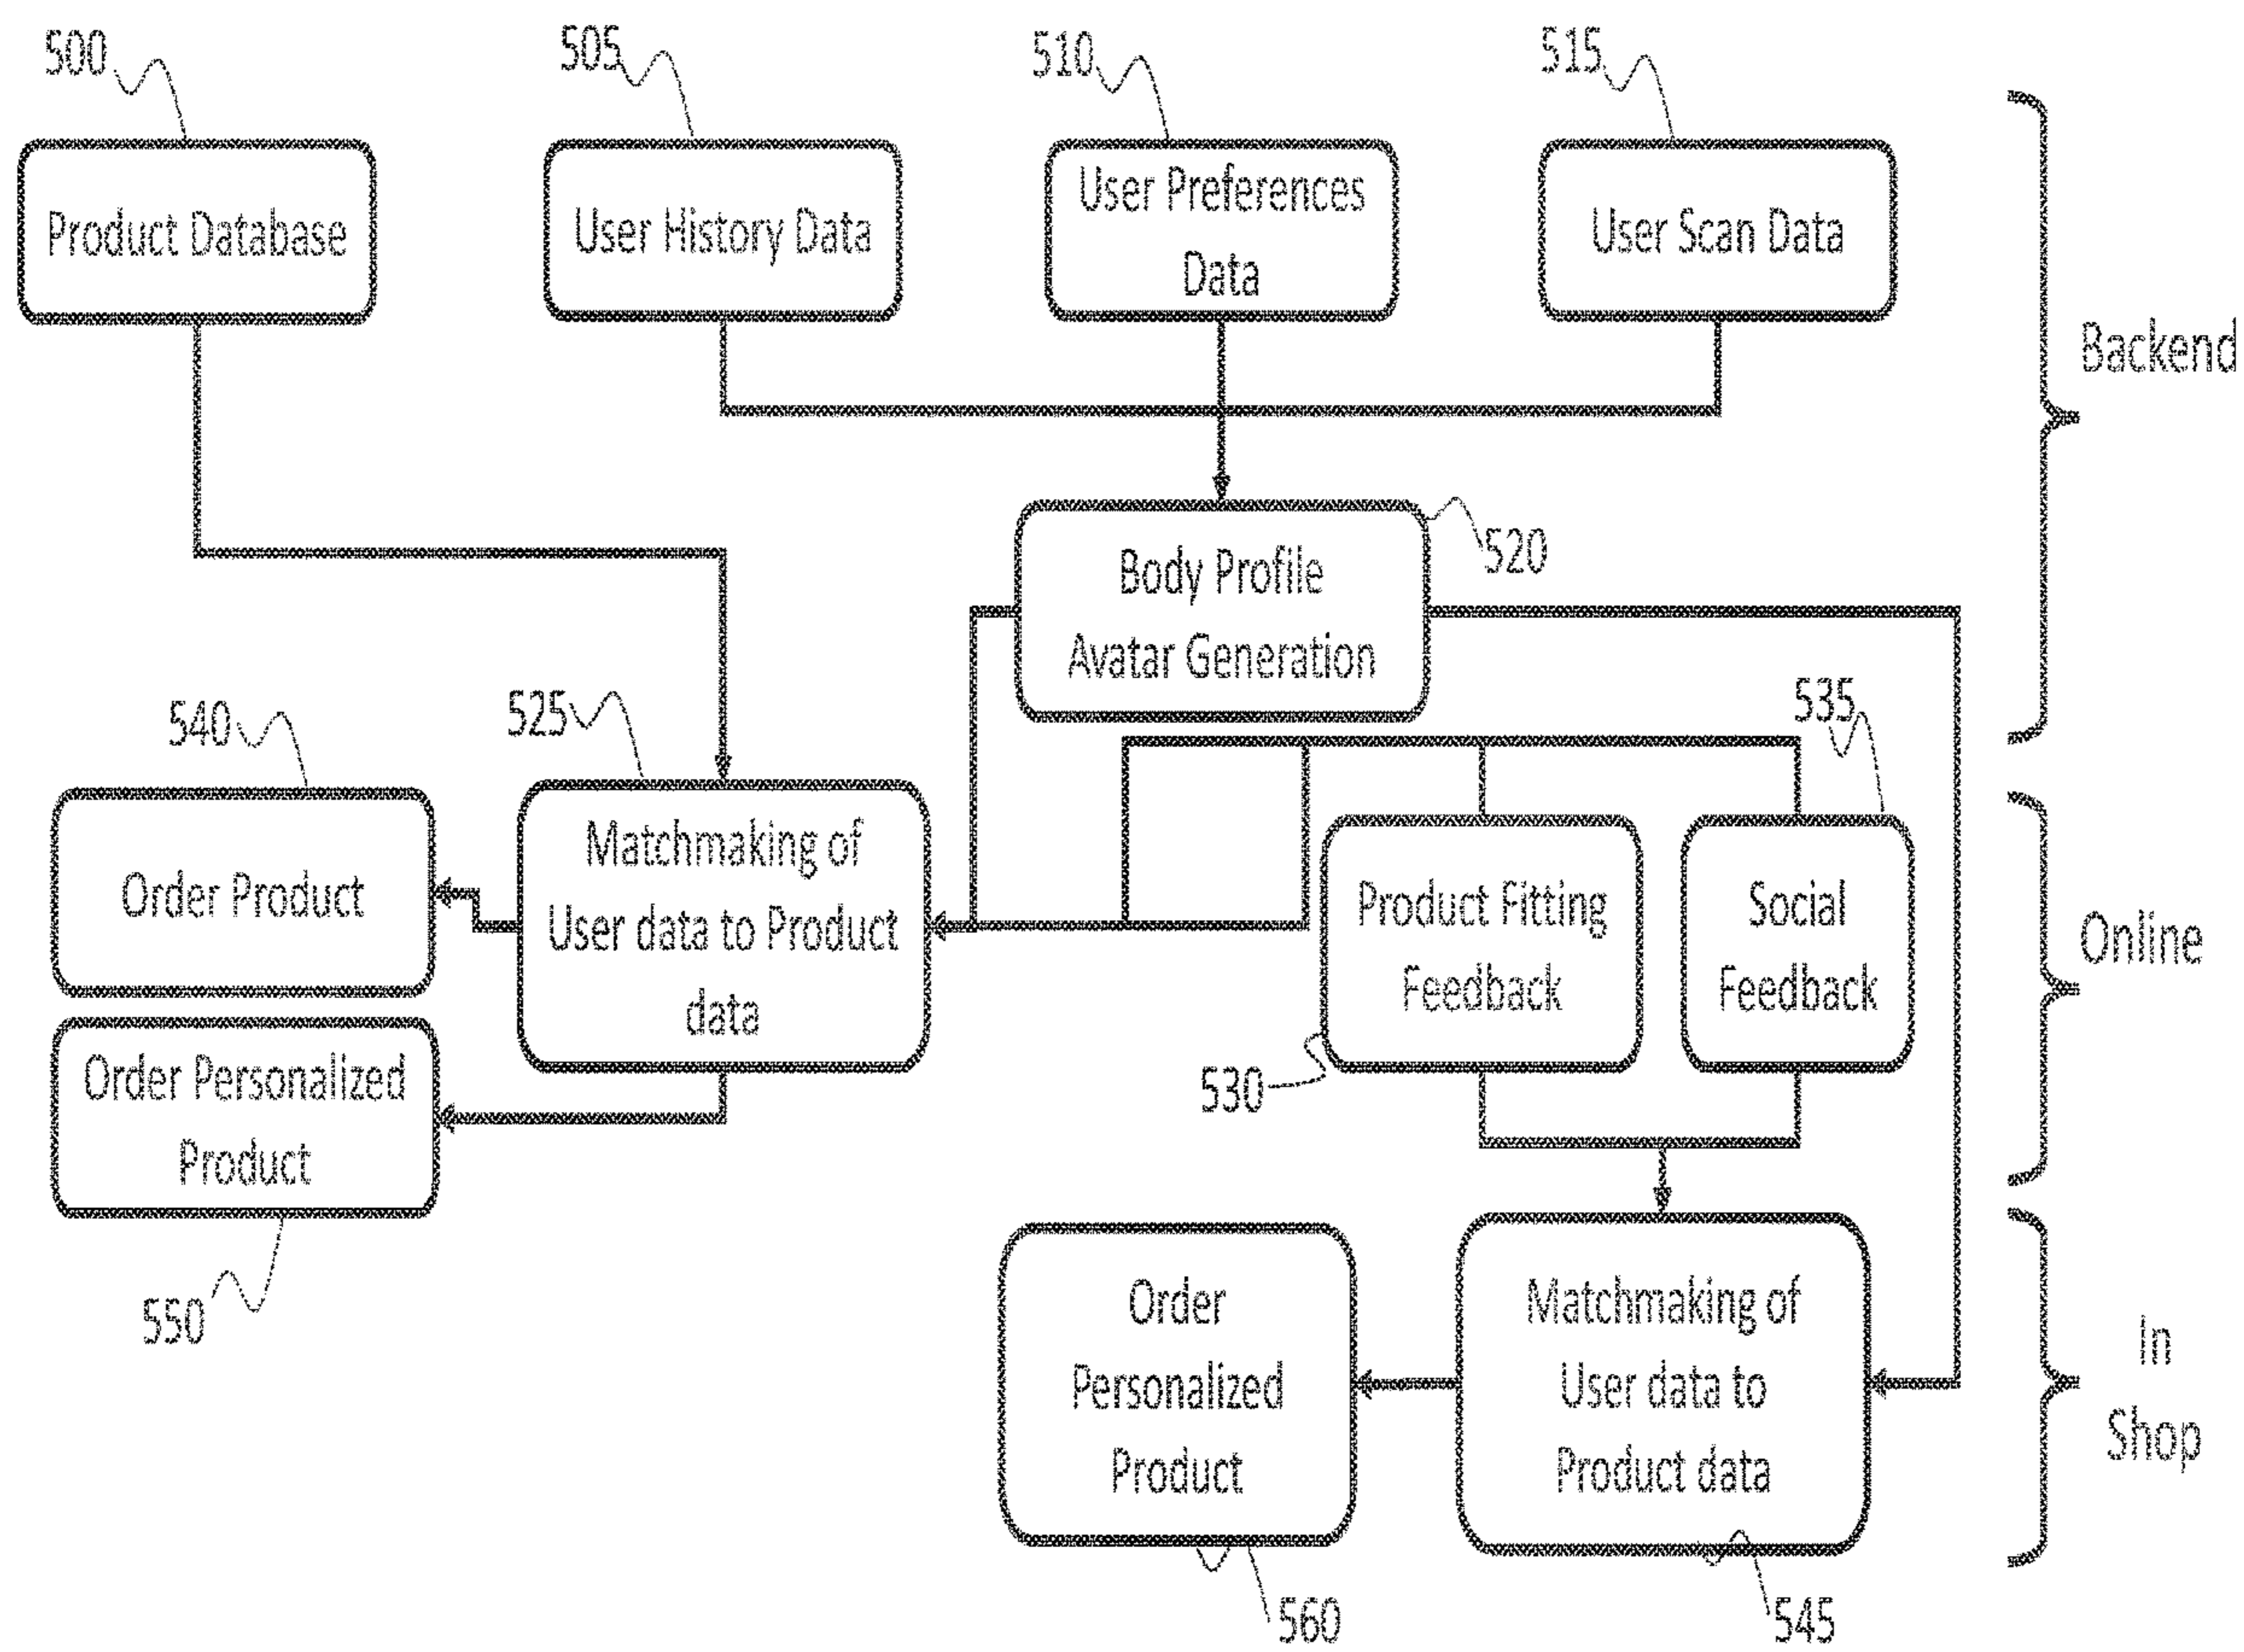 500
505
510
515
Product Database
User History Data
User Preferences
Data
User Scan Data
Backend
Body Profile
Avatar Generation
520
540
525
535
Order Product
Matchmaking of
User data to Product
data
Product Fitting
Feedback
Social
Feedback
Online
Order Personalized
Product
530
550
Order
Personalized
Product
Matchmaking of
User data to
Product data
In
Shop
560
545